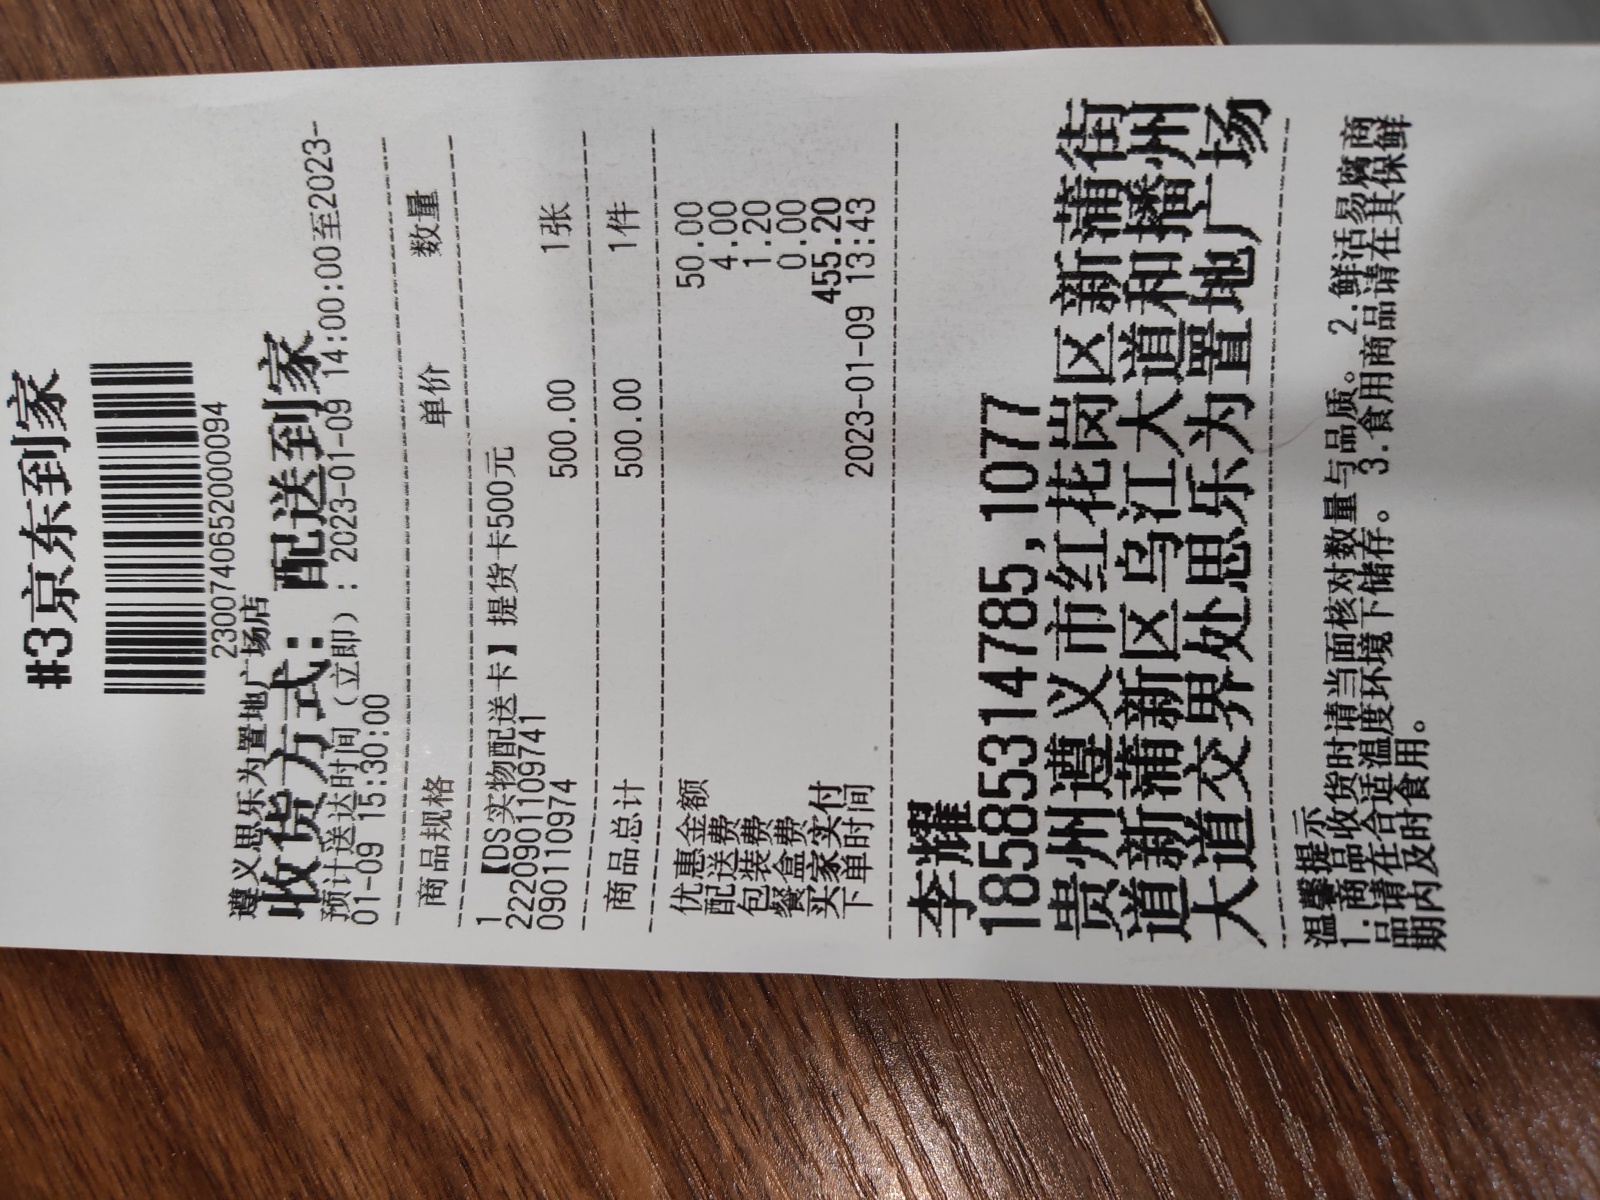 #3京东到家
2300740652000094
遵义思乐为置地广场店
收货方式：配送到家
预计送达时间（立即）：2023-01-09 14:00:00至2023-
01-09 15:30:00
商品规格 单价 数量
1 【DS实物配送卡】提货卡500元
2220901109741
090110974 500.00 1张
商品总计 500.00 1件
优惠金额 50.00
配送费 4.00
包装费 1.20
餐盒费 0.00
买家实付 455.20
下单时间 2023-01-09 13:43
李耀
18585314785,1077
贵州遵义市红花岗区新蒲街
道新蒲新区乌江大道和播州
大道交界处思乐为置地广场
温馨提示
1.商品收货时请当面核对数量与品质。2.鲜活易腐商
品请在合适温度环境下储存。3.食用商品请在其保鲜
期内及时食用。